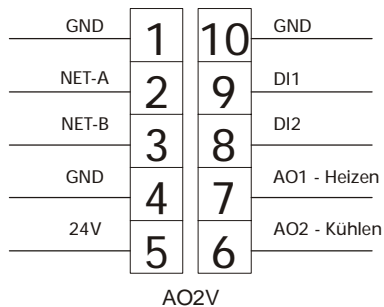 GND 1 10 GND
NET-A 2 9 DI1
NET-B 3 8 DI2
GND 4 7 AO1 - Heizen
24V 5 6 AO2 - Kühlen
AO2V